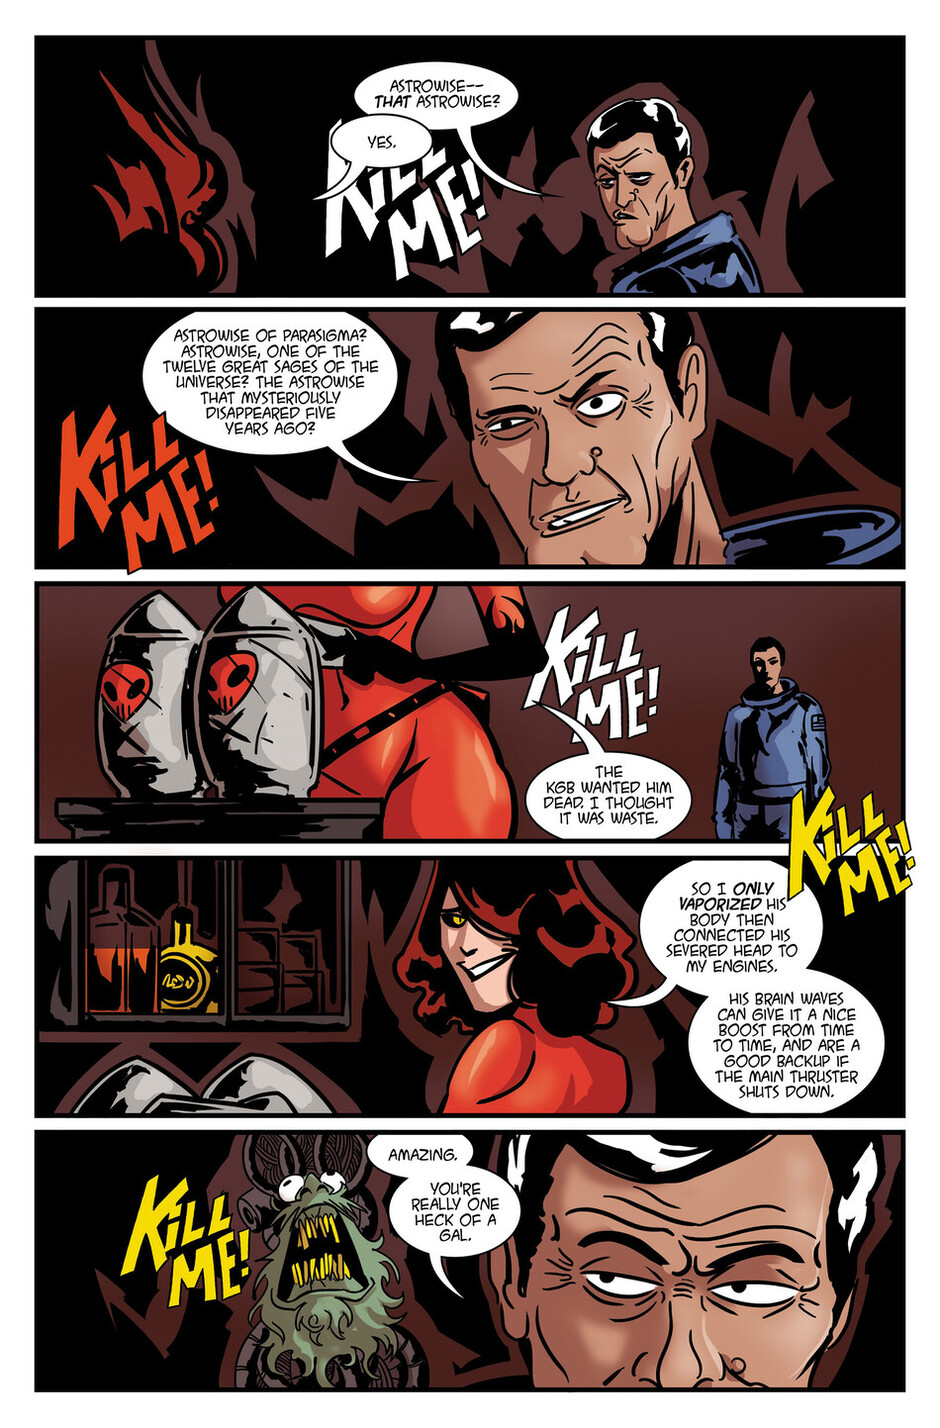 ASTROWISE--
THAT ASTROWISE?
YES.
KILL
ME!
ASTROWISE OF PARASIGMA?
ASTROWISE, ONE OF THE
TWELVE GREAT SAGES OF THE
UNIVERSE? THE ASTROWISE
THAT MYSTERIOUSLY
DISAPPEARED FIVE
YEARS AGO?
KILL
ME!
KILL
ME!
THE
KGB WANTED HIM
DEAD. I THOUGHT
IT WAS WASTE.
KILL
ME!
SO I ONLY
VAPORIZED HIS
BODY THEN
CONNECTED HIS
SEVERED HEAD TO
MY ENGINES.
HIS BRAIN WAVES
CAN GIVE IT A NICE
BOOST FROM TIME
TO TIME, AND ARE A
GOOD BACKUP IF
THE MAIN THRUSTER
SHUTS DOWN.
KILL
ME!
AMAZING.
YOU'RE
REALLY ONE
HECK OF A
GAL.